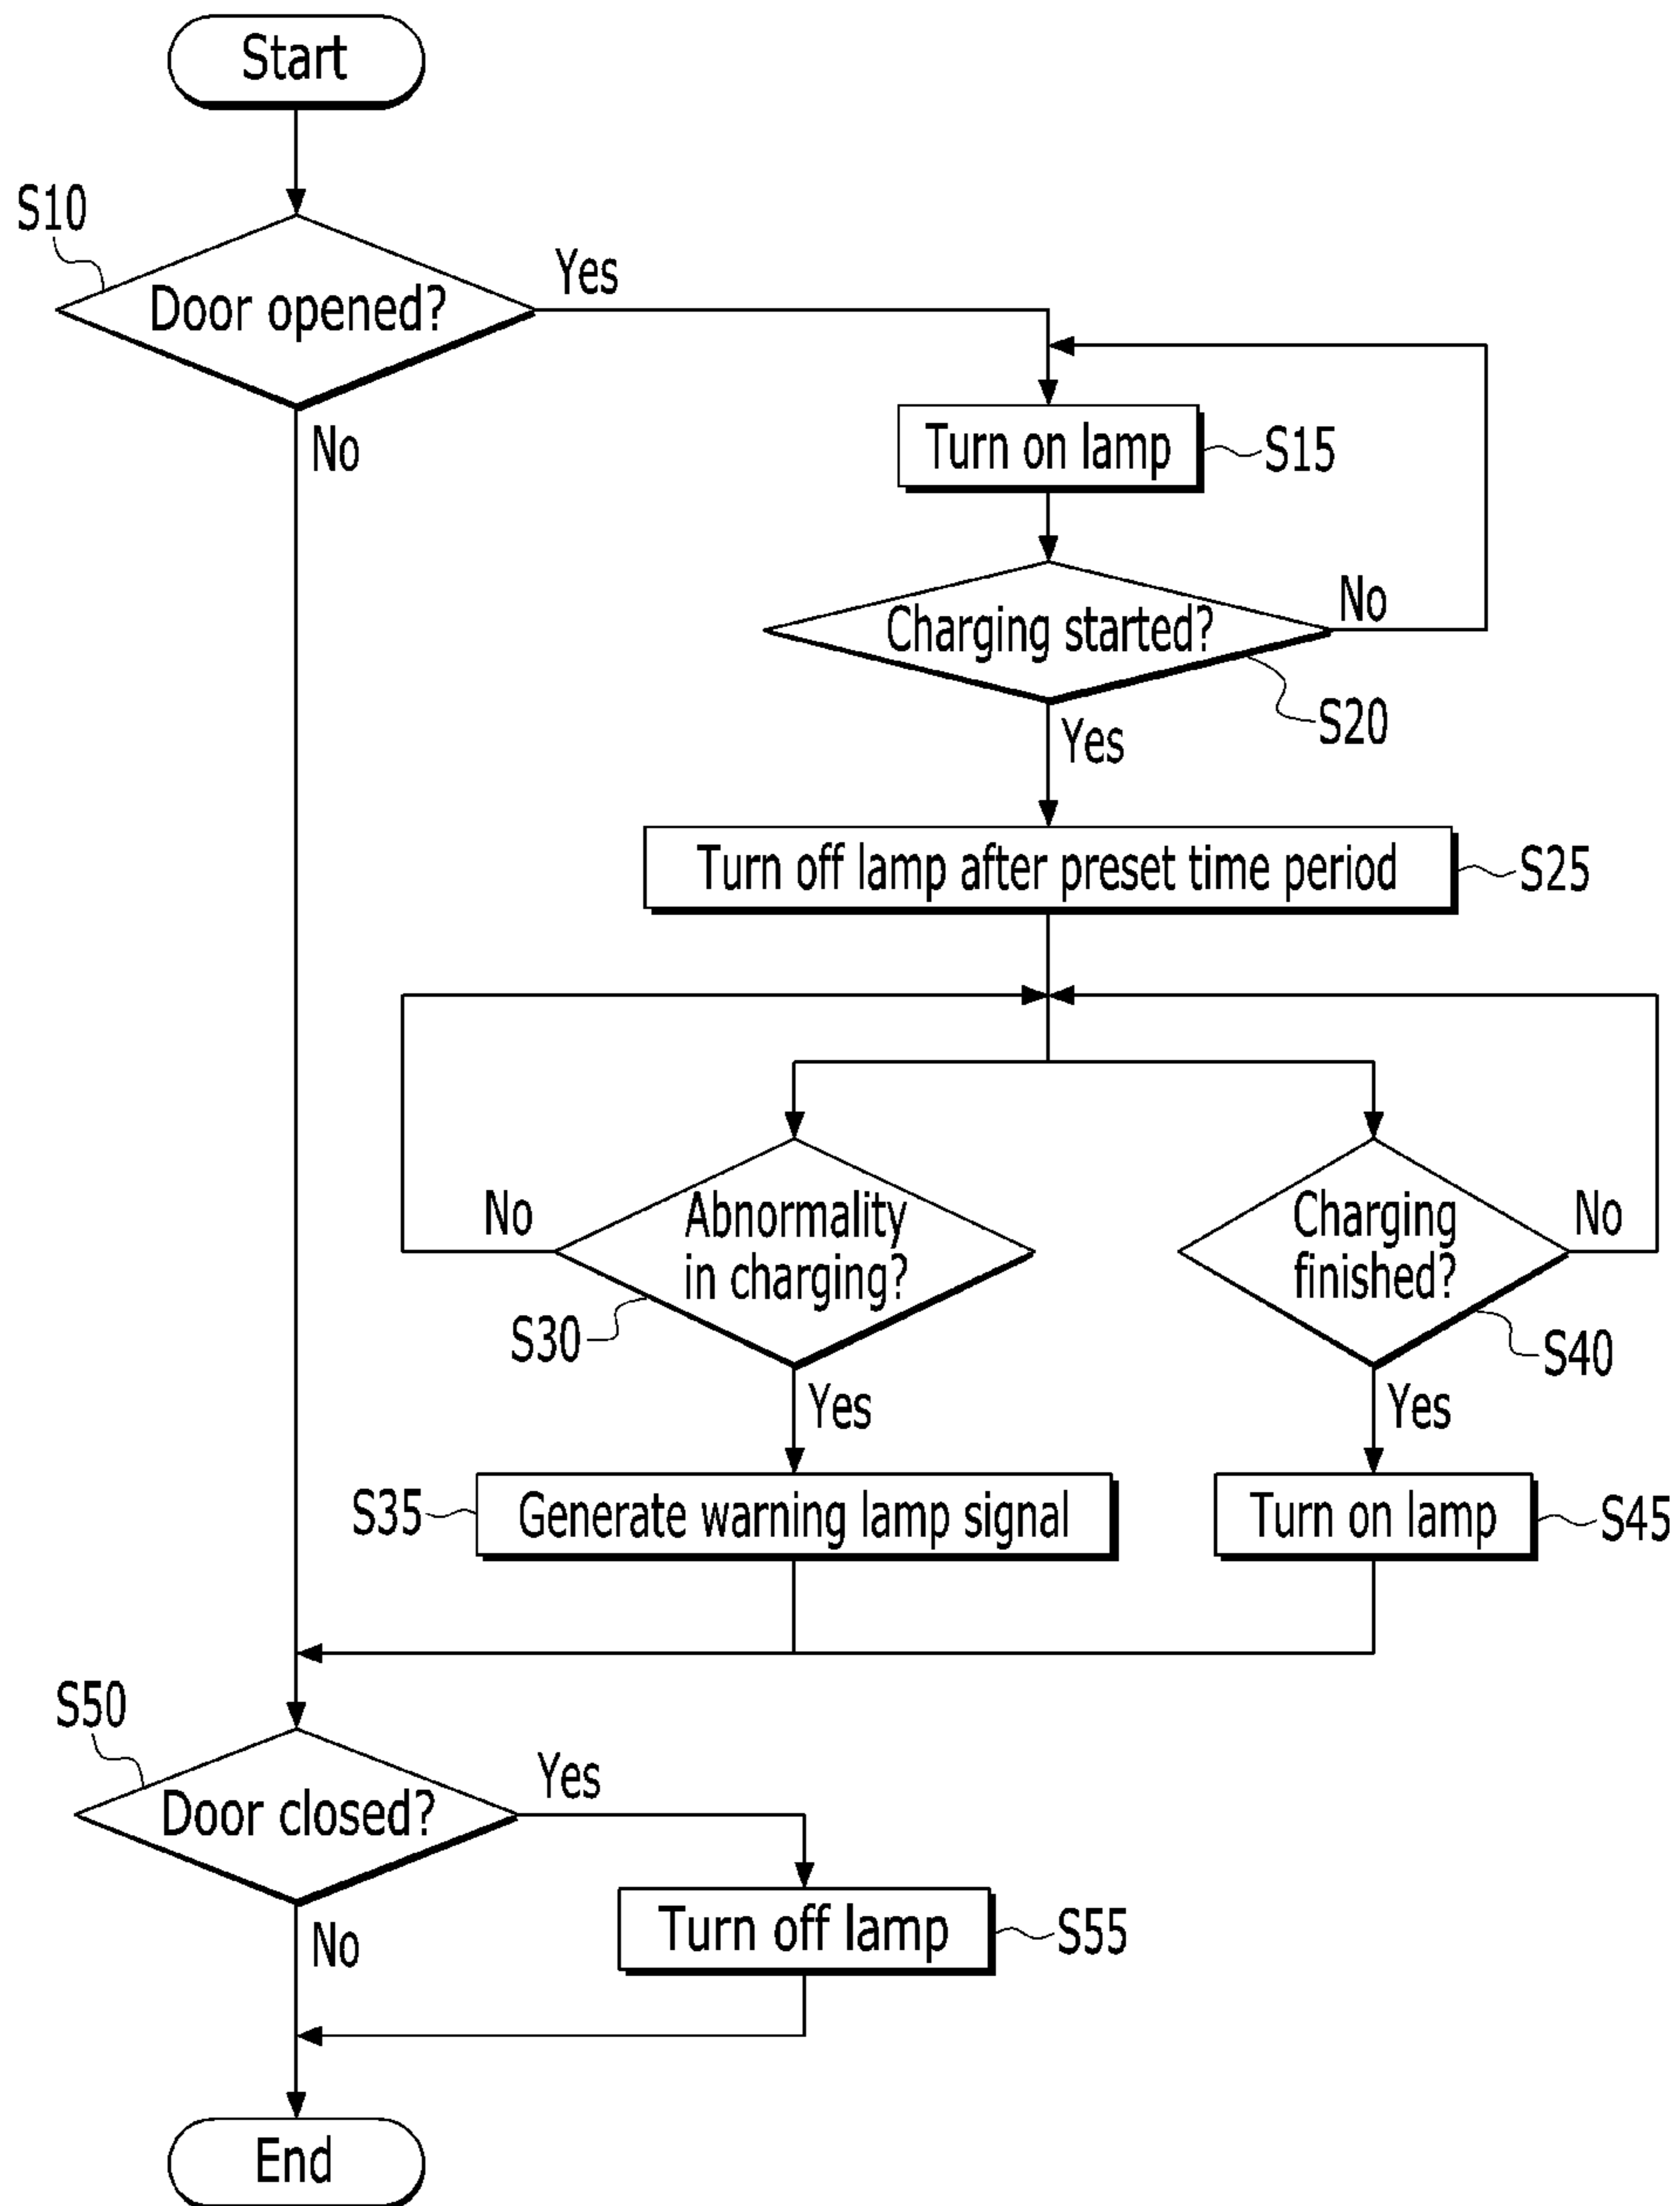 Start
S10
Door opened?
Yes
No
Turn on lamp
S15
Charging started?
No
S20
Yes
Turn off lamp after preset time period
S25
No
Abnormality
in charging?
S30
Yes
Charging
finished?
No
S40
Yes
S35
Generate warning lamp signal
Turn on lamp
S45
S50
Door closed?
Yes
No
Turn off lamp
S55
End